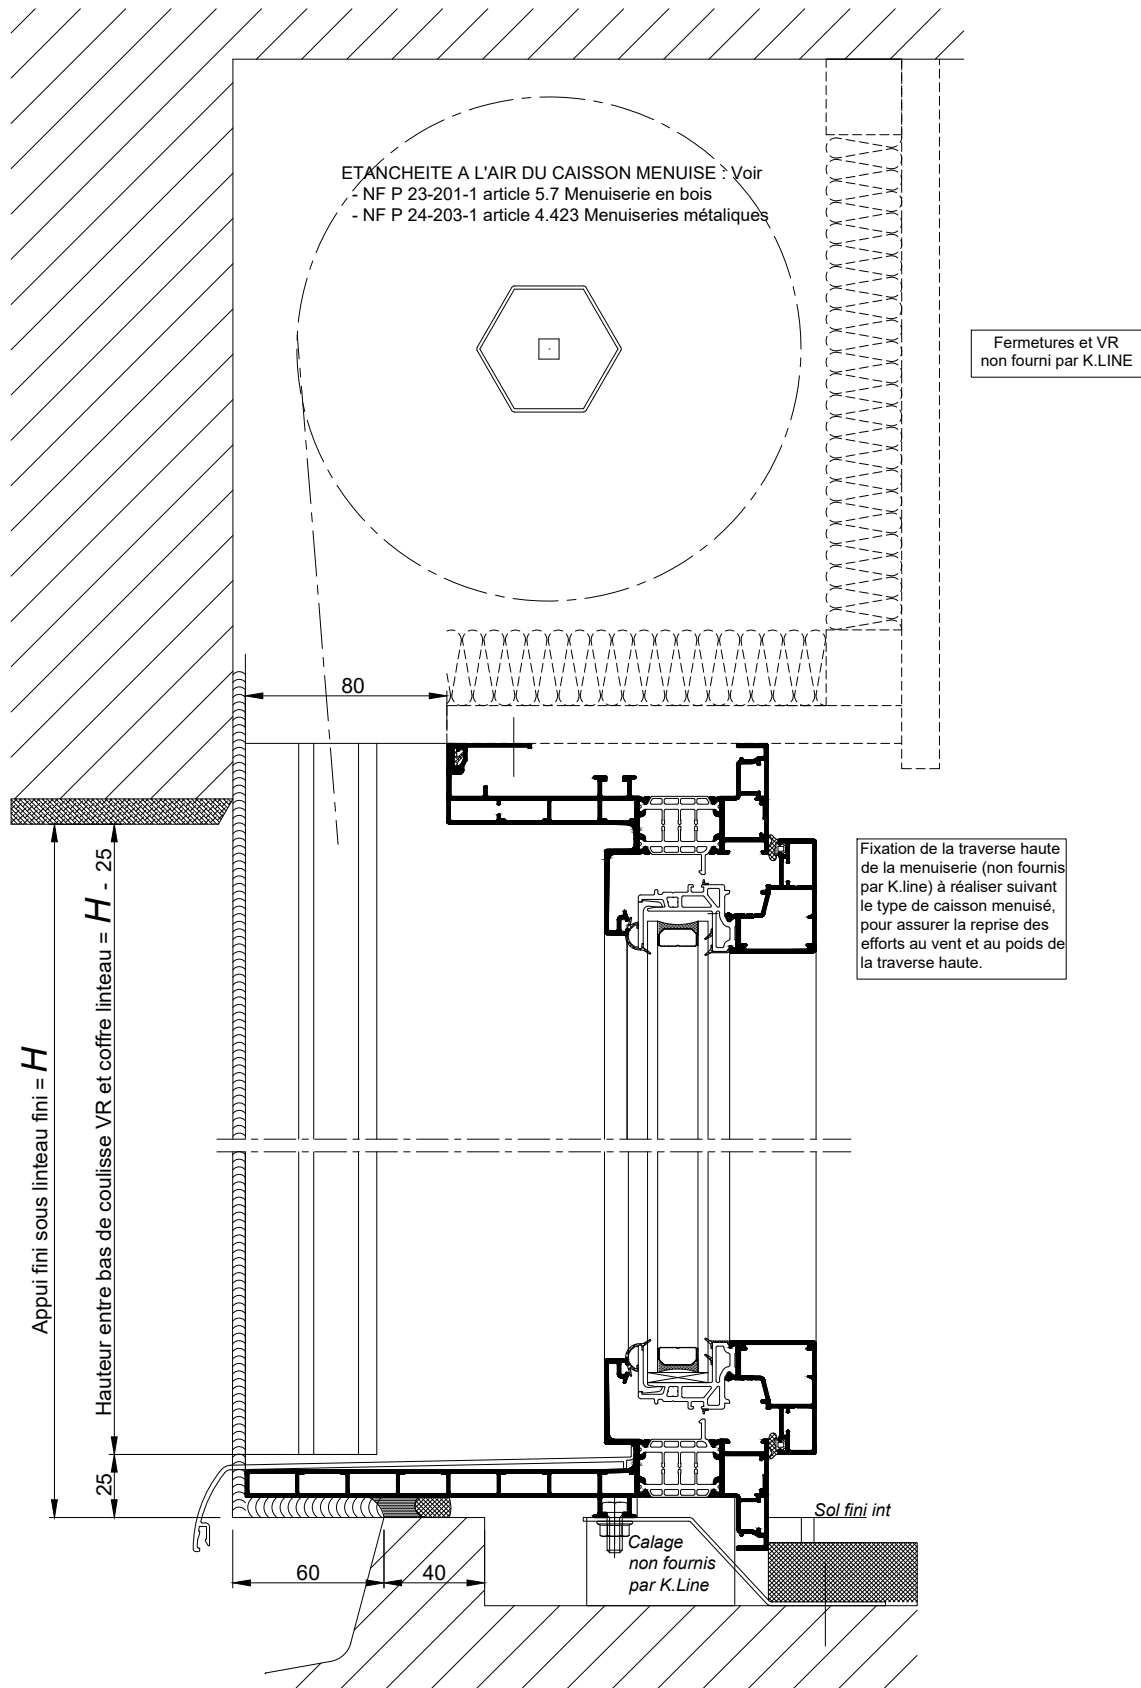 ETANCHEITE A L'AIR DU CAISSON MENUISE : Voir
- NF P 23-201-1 article 5.7 Menuiserie en bois
- NF P 24-203-1 article 4.423 Menuiseries métaliques
Fermetures et VR
non fourni par K.LINE
80
Fixation de la traverse haute
de la menuiserie (non fournis
par K.line) à réaliser suivant
le type de caisson menuisé,
pour assurer la reprise des
efforts au vent et au poids de
la traverse haute.
Appui fini sous linteau fini = H
Hauteur entre bas de coulisse VR et coffre linteau = H - 25
25
Sol fini int
Calage
non fournis
par K.Line
60
40